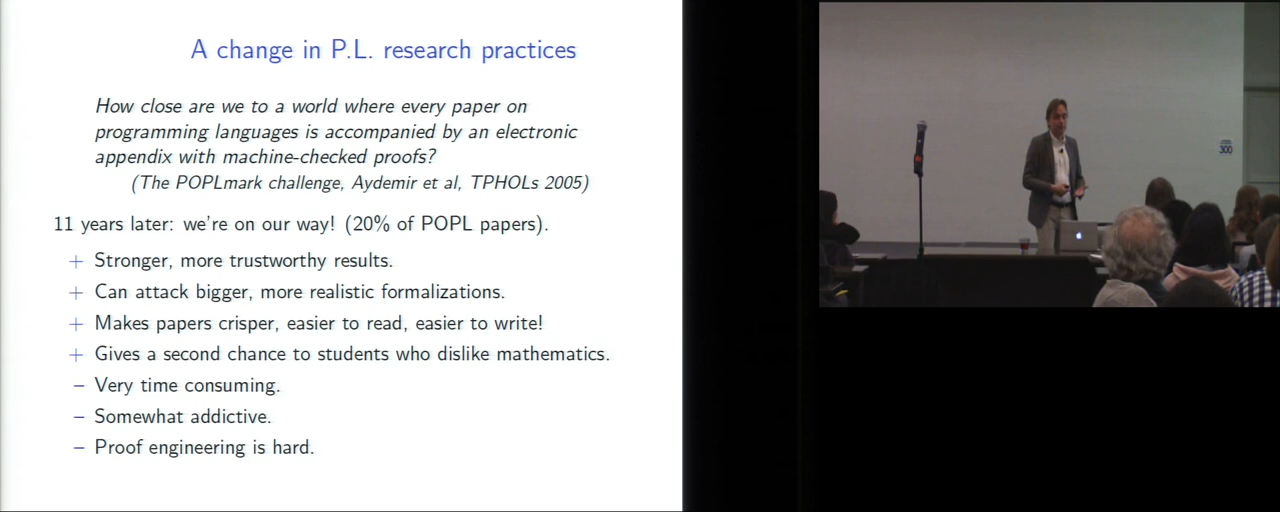 A change in P.L. research practices
How close are we to a world where every paper on
programming languages is accompanied by an electronic
appendix with machine-checked proofs?
(The POPLmark challenge, Aydemir et al, TPHOLs 2005)
11 years later: we're on our way! (20% of POPL papers).
+ Stronger, more trustworthy results.
+ Can attack bigger, more realistic formalizations.
+ Makes papers crisper, easier to read, easier to write!
+ Gives a second chance to students who dislike mathematics.
– Very time consuming.
– Somewhat addictive.
– Proof engineering is hard.
300